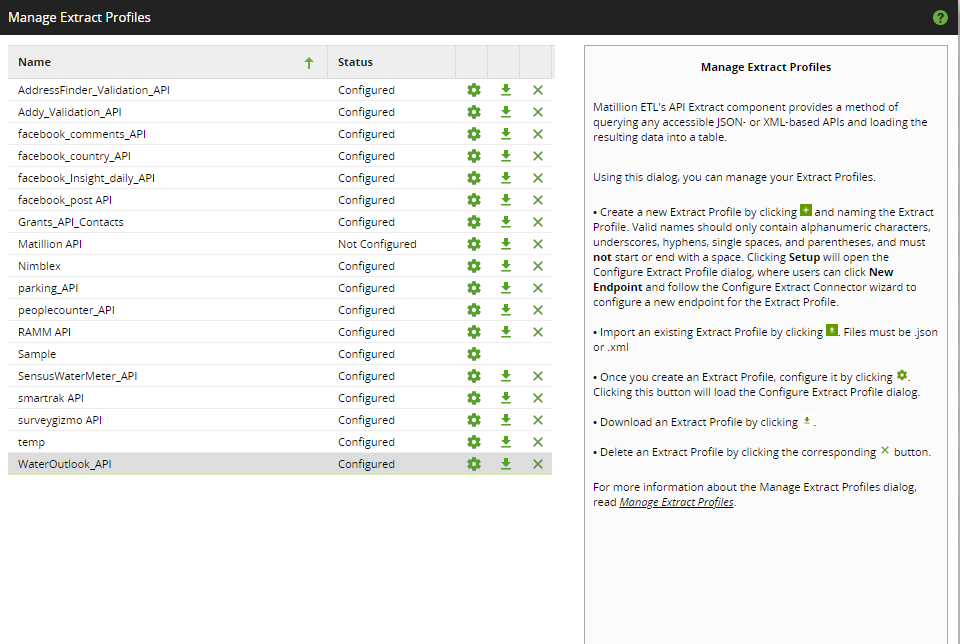 Manage Extract Profiles
?
Name Status
AddressFinder_Validation_API Configured
Addy_Validation_API Configured
facebook_comments_API Configured
facebook_country_API Configured
facebook_Insight_daily_API Configured
facebook_post API Configured
Grants_API_Contacts Configured
Matillion API Not Configured
Nimblex Configured
parking_API Configured
peoplecounter_API Configured
RAMM API Configured
Sample Configured
SensusWaterMeter_API Configured
smartrak API Configured
surveygizmo API Configured
temp Configured
WaterOutlook_API Configured
Manage Extract Profiles
Matillion ETL's API Extract component provides a method of
querying any accessible JSON- or XML-based APIs and loading the
resulting data into a table.
Using this dialog, you can manage your Extract Profiles.
• Create a new Extract Profile by clicking + and naming the Extract
Profile. Valid names should only contain alphanumeric characters,
underscores, hyphens, single spaces, and parentheses, and must
not start or end with a space. Clicking Setup will open the
Configure Extract Profile dialog, where users can click New
Endpoint and follow the Configure Extract Connector wizard to
configure a new endpoint for the Extract Profile.
• Import an existing Extract Profile by clicking . Files must be .json
or .xml
• Once you create an Extract Profile, configure it by clicking .
Clicking this button will load the Configure Extract Profile dialog.
• Download an Extract Profile by clicking .
• Delete an Extract Profile by clicking the corresponding × button.
For more information about the Manage Extract Profiles dialog,
read Manage Extract Profiles.